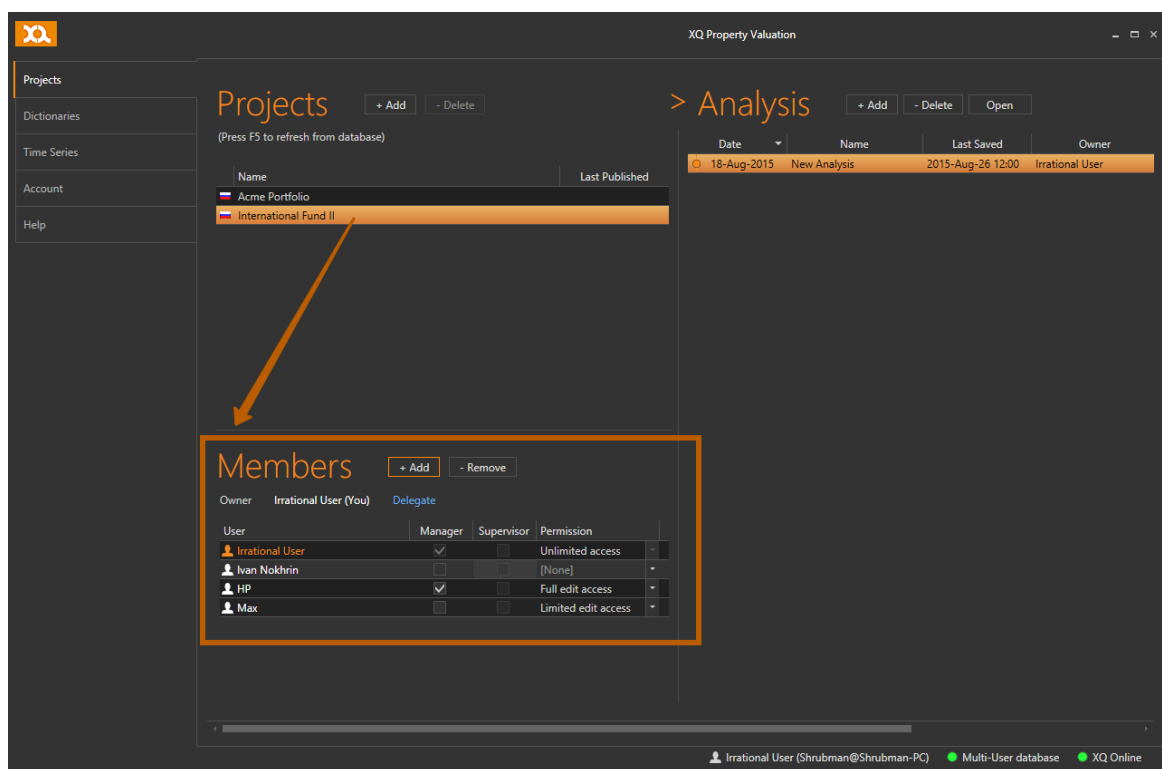 XQ
XQ Property Valuation
Projects
Dictionaries
Time Series
Account
Help
Projects + Add - Delete
(Press F5 to refresh from database)
Name Last Published
Acme Portfolio
International Fund II
Members + Add - Remove
Owner Irrational User (You) Delegate
User Manager Supervisor Permission
Irrational User Unlimited access
Ivan Nokhrin [None]
HP Full edit access
Max Limited edit access
> Analysis + Add - Delete Open
Date Name Last Saved Owner
18-Aug-2015 New Analysis 2015-Aug-26 12:00 Irrational User
Irrational User (Shrubman@Shrubman-PC) Multi-User database XQ Online